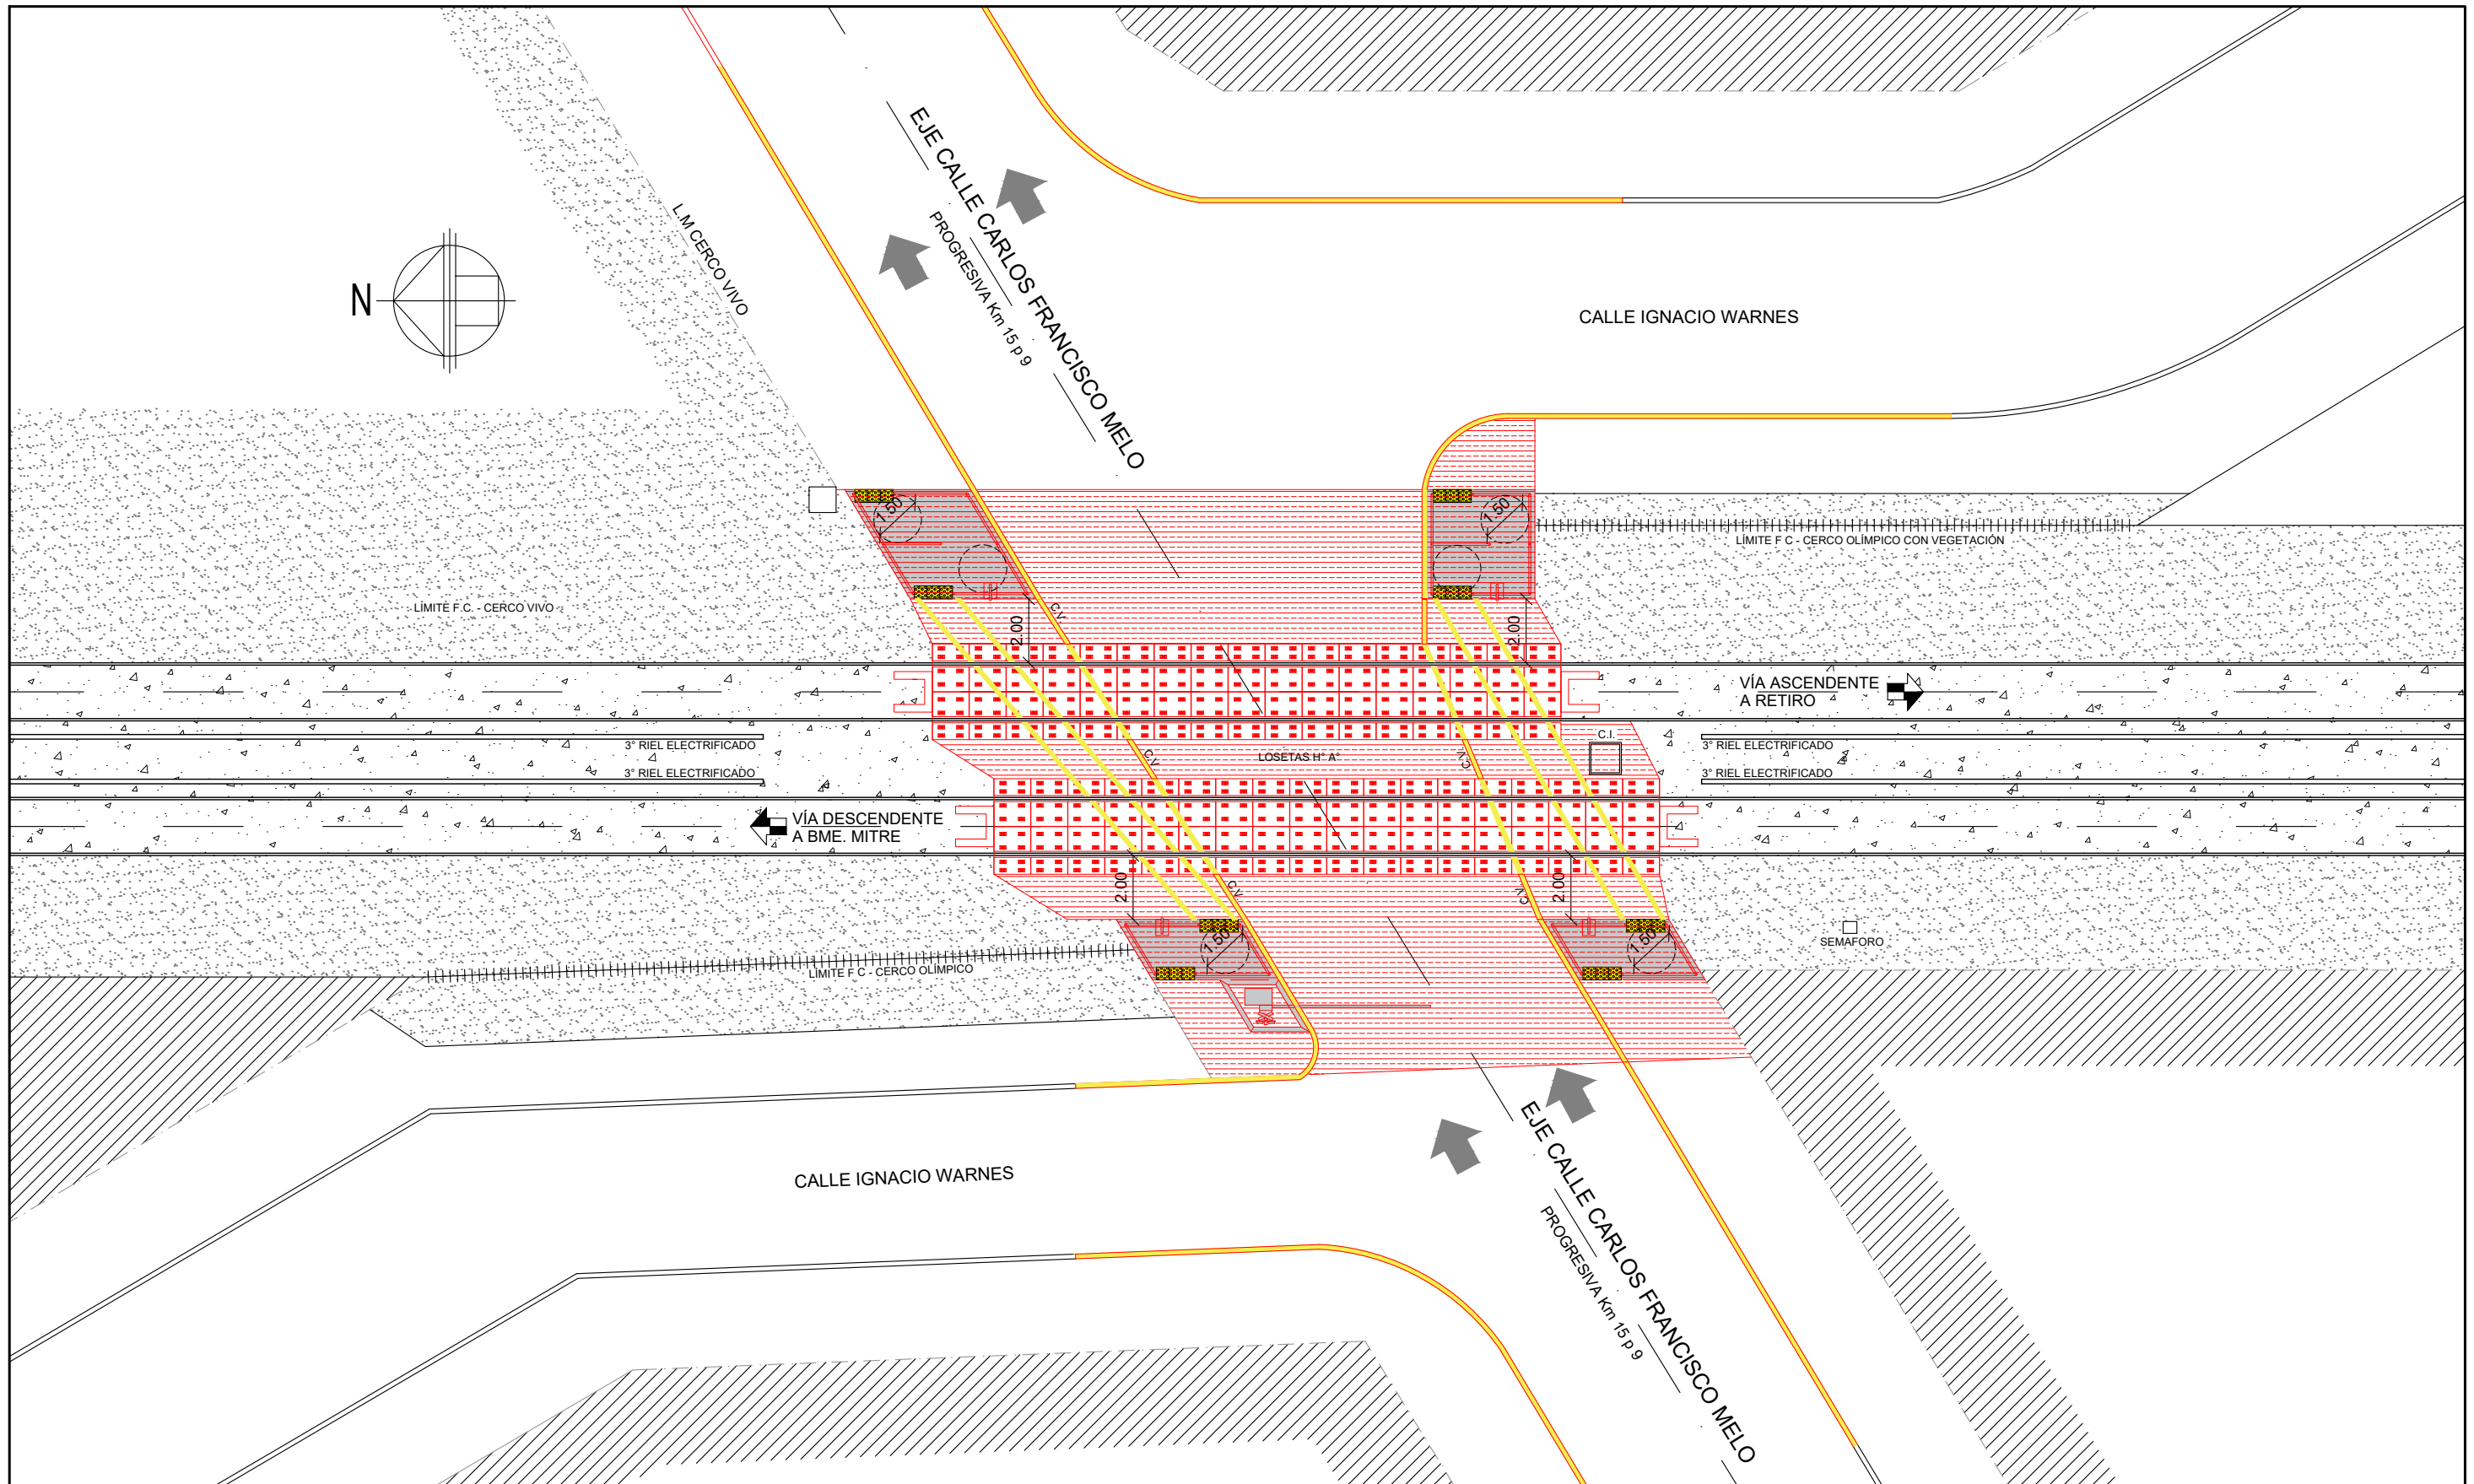 EJE CALLE CARLOS FRANCISCO MELO
PROGRESIVA Km 15 p 9
L.M CERCO VIVO
N
CALLE IGNACIO WARNES
1.50
1.50
LÍMITE F C - CERCO OLÍMPICO CON VEGETACIÓN
LÍMITE F.C. - CERCO VIVO
C.V.
2.00
2.00
VÍA ASCENDENTE
A RETIRO
3° RIEL ELECTRIFICADO
3° RIEL ELECTRIFICADO
C.V.
LOSETAS H° A°
C.V.
C.I.
3° RIEL ELECTRIFICADO
3° RIEL ELECTRIFICADO
VÍA DESCENDENTE
A BME. MITRE
2.00
C.V.
C.V.
2.00
1.50
1.50
SEMAFORO
LÍMITE F C - CERCO OLÍMPICO
CALLE IGNACIO WARNES
EJE CALLE CARLOS FRANCISCO MELO
PROGRESIVA Km 15 p 9